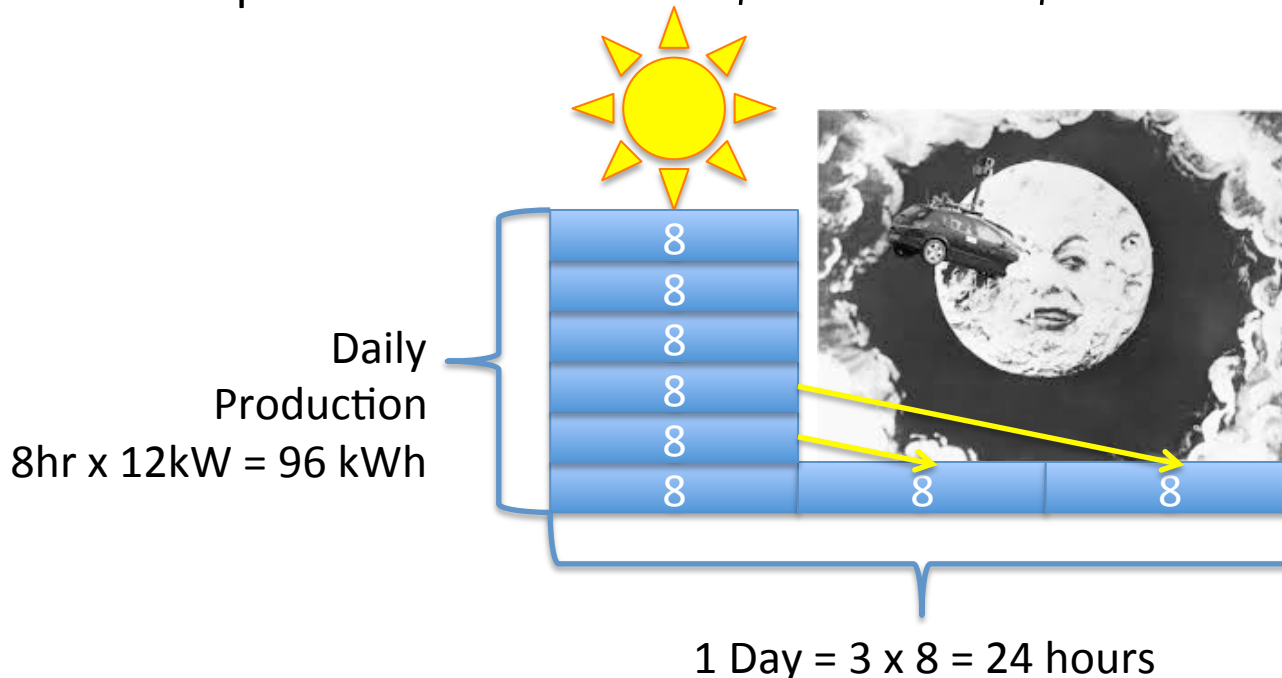 8
8
8
Daily
8
Production
8
8hr x 12kW = 96 kWh
8 8 8
1 Day = 3 x 8 = 24 hours